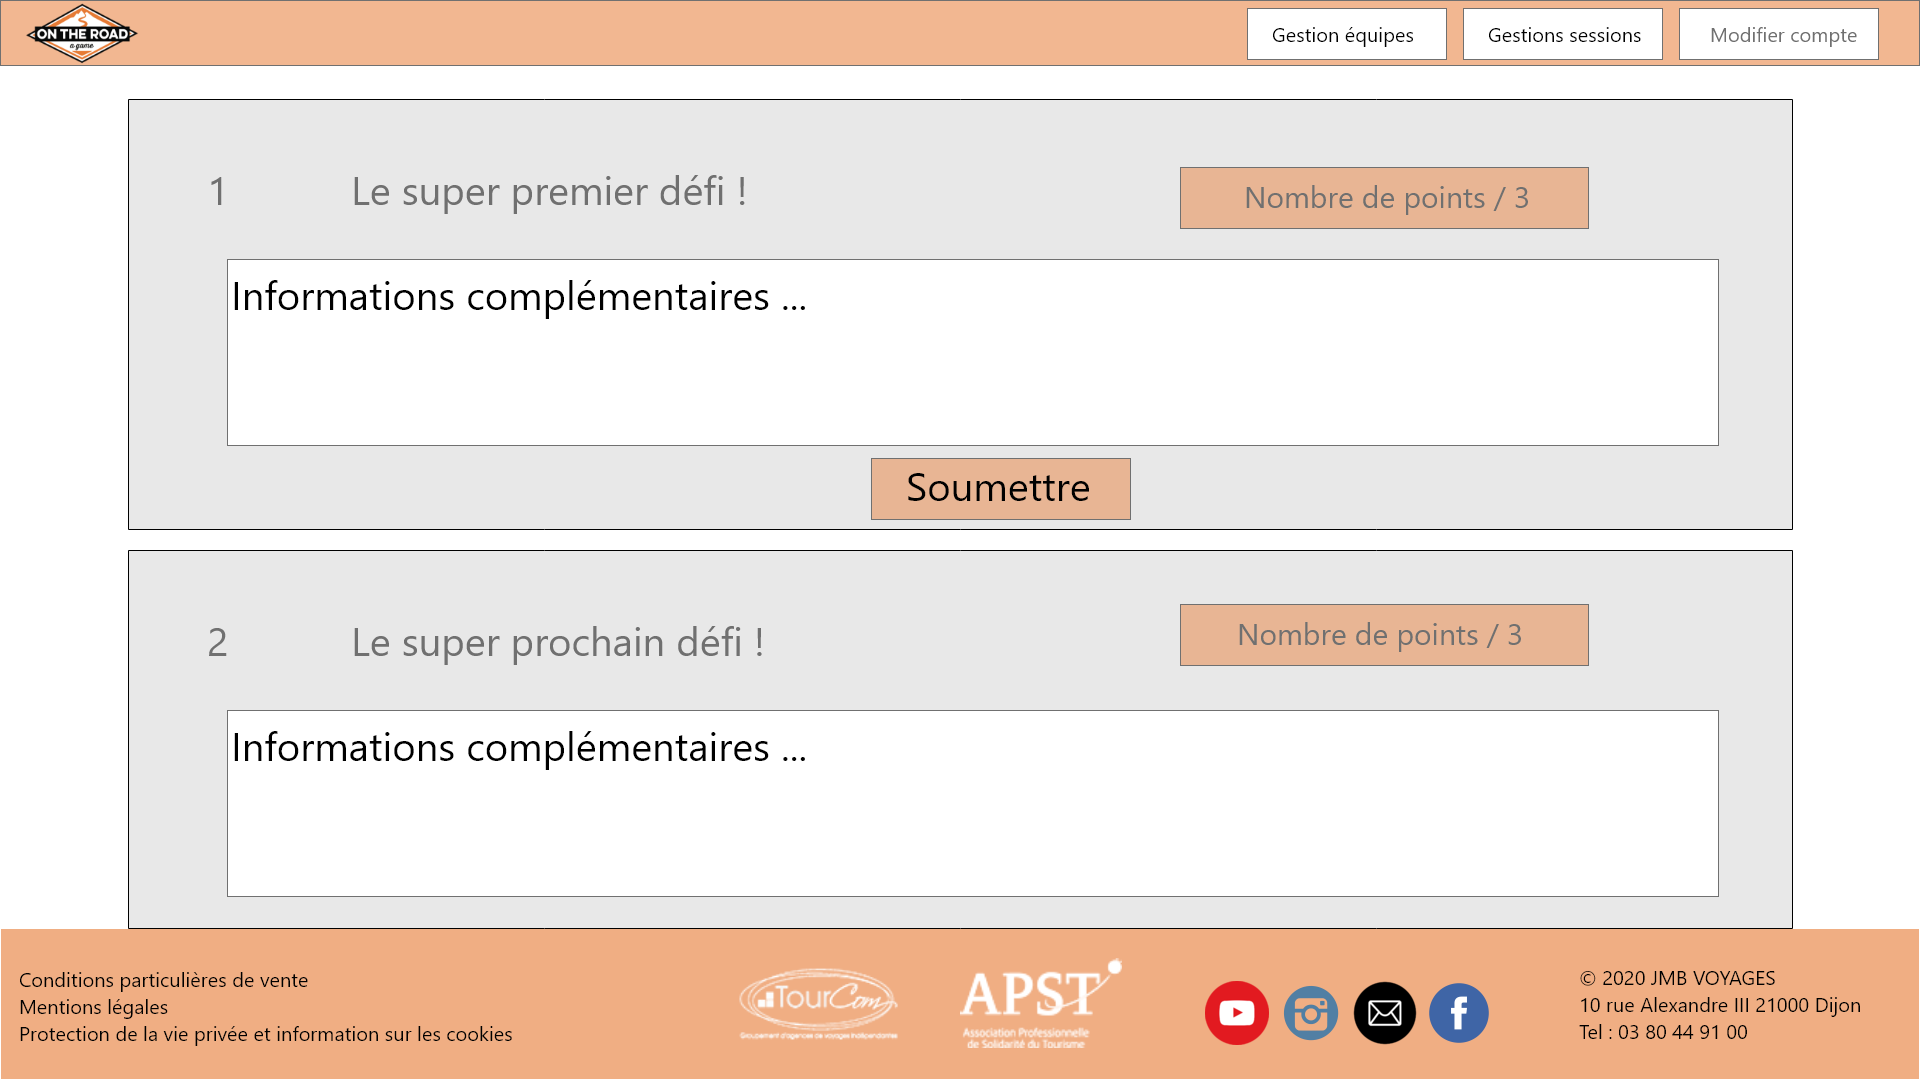 ON THE ROAD
a game
Gestion équipes
Gestions sessions
Modifier compte
1
Le super premier défi !
Nombre de points / 3
Informations complémentaires ...
Soumettre
2
Le super prochain défi !
Nombre de points / 3
Informations complémentaires ...
Conditions particulières de vente
Mentions légales
Protection de la vie privée et information sur les cookies
TourCom
Groupement d'agences de voyages indépendantes
APST
Association Professionnelle
de Solidarité du Tourisme
© 2020 JMB VOYAGES
10 rue Alexandre III 21000 Dijon
Tel : 03 80 44 91 00